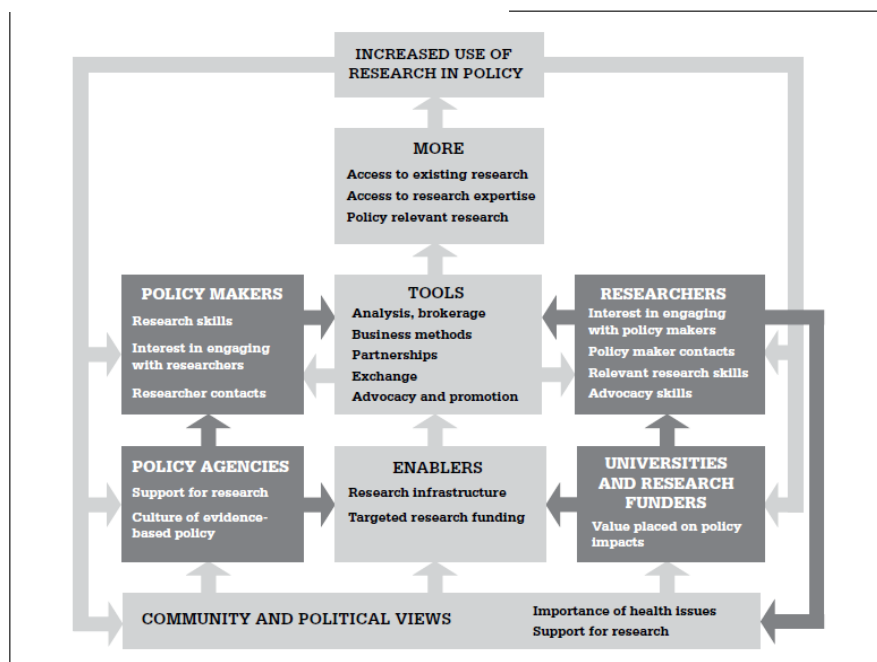 INCREASED USE OF
RESEARCH IN POLICY
MORE
Access to existing research
Access to research expertise
Policy relevant research
POLICY MAKERS
Research skills
Interest in engaging
with researchers
Researcher contacts
TOOLS
Analysis, brokerage
Business methods
Partnerships
Exchange
Advocacy and promotion
RESEARCHERS
Interest in engaging
with policy makers
Policy maker contacts
Relevant research skills
Advocacy skills
POLICY AGENCIES
Support for research
Culture of evidence-
based policy
ENABLERS
Research infrastructure
Targeted research funding
UNIVERSITIES
AND RESEARCH
FUNDERS
Value placed on policy
impacts
COMMUNITY AND POLITICAL VIEWS
Importance of health issues
Support for research